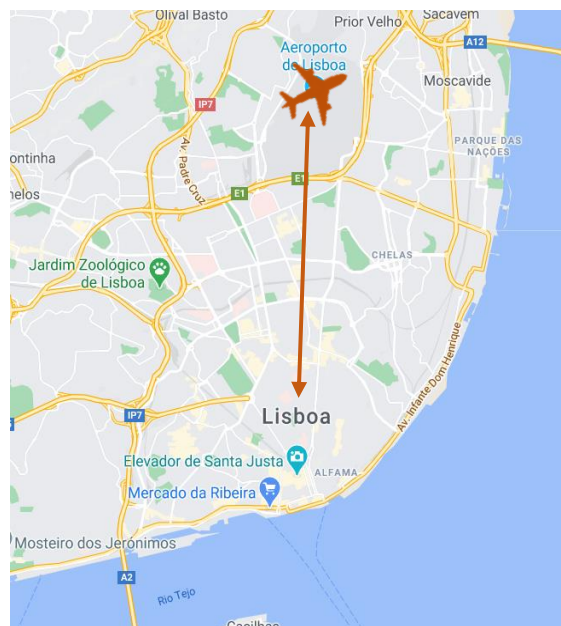 Olival Basto
Prior Velho
Sacavem
A12
Aeroporto
de Lisboa
Moscavide
IP7
Av. Padre Cruz
PARQUE DAS
NAÇÕES
ontinha
E1
E1
nelos
CHELAS
Jardim Zoológico
de Lisboa
Av. Infante Dom Henrique
IP7
Lisboa
Elevador de Santa Justa
ALFAMA
Mercado da Ribeira
Mosteiro dos Jerónimos
A2
Rio Tejo